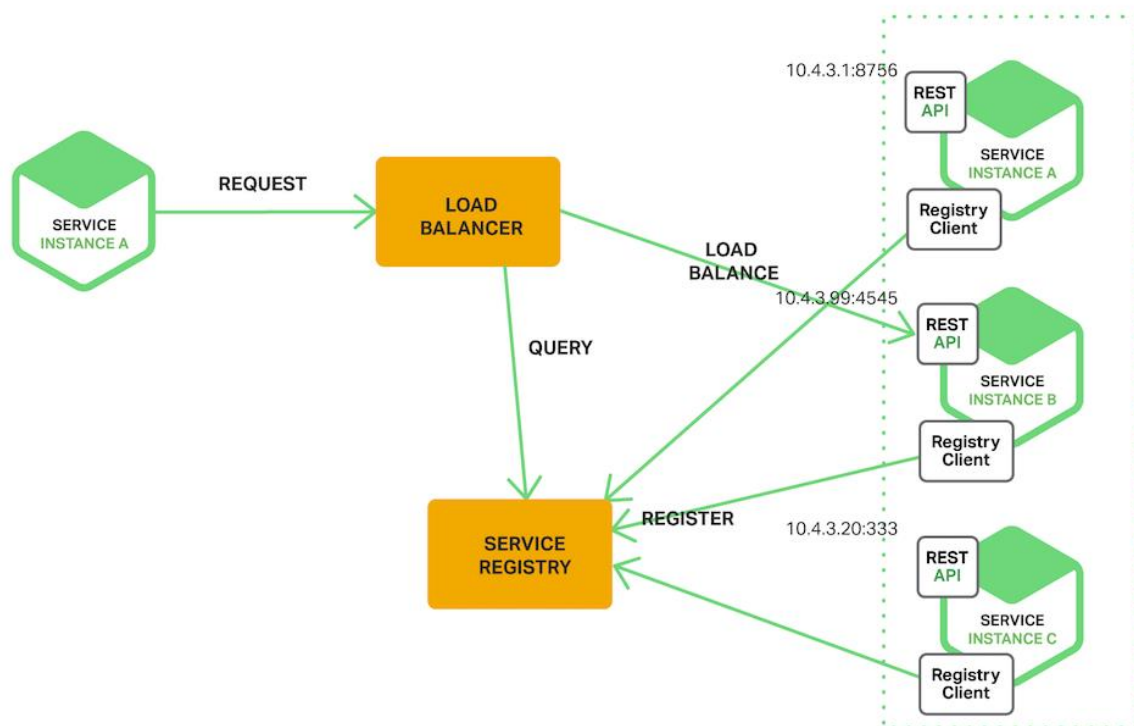 SERVICE
INSTANCE A
REQUEST
LOAD
BALANCER
QUERY
LOAD
BALANCE
SERVICE
REGISTRY
REGISTER
10.4.3.1:8756
REST
API
SERVICE
INSTANCE A
Registry
Client
10.4.3.99:4545
REST
API
SERVICE
INSTANCE B
Registry
Client
10.4.3.20:333
REST
API
SERVICE
INSTANCE C
Registry
Client